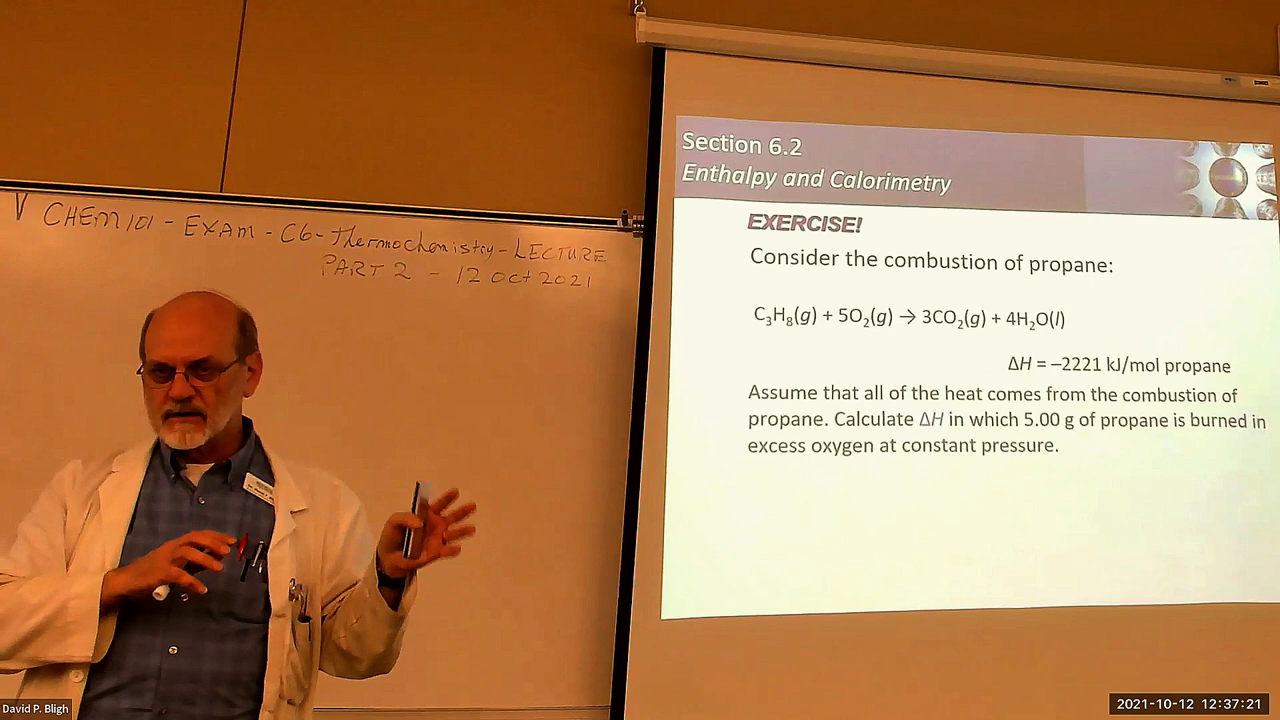 V CHEM101 - EXAM - C6 - Thermochemistry - LECTURE
PART 2 - 12 Oct 2021
Section 6.2
Enthalpy and Calorimetry
EXERCISE!
Consider the combustion of propane:
C₃H₈(g) + 5O₂(g) → 3CO₂(g) + 4H₂O(l)
ΔH = –2221 kJ/mol propane
Assume that all of the heat comes from the combustion of
propane. Calculate ΔH in which 5.00 g of propane is burned in
excess oxygen at constant pressure.
David P. Bligh
2021-10-12 12:37:21